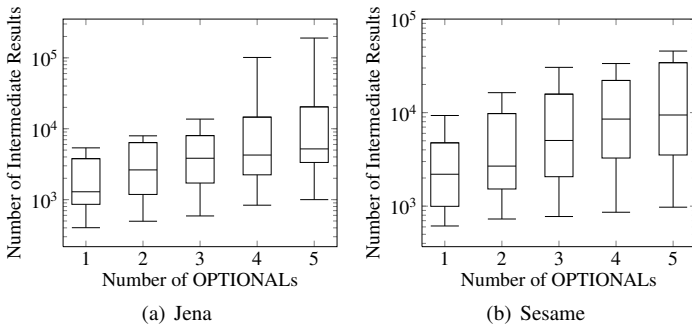 Number of Intermediate Results
10^5
10^4
10^3
1 2 3 4 5
Number of OPTIONALs
(a) Jena
Number of Intermediate Results
10^5
10^4
10^3
1 2 3 4 5
Number of OPTIONALs
(b) Sesame